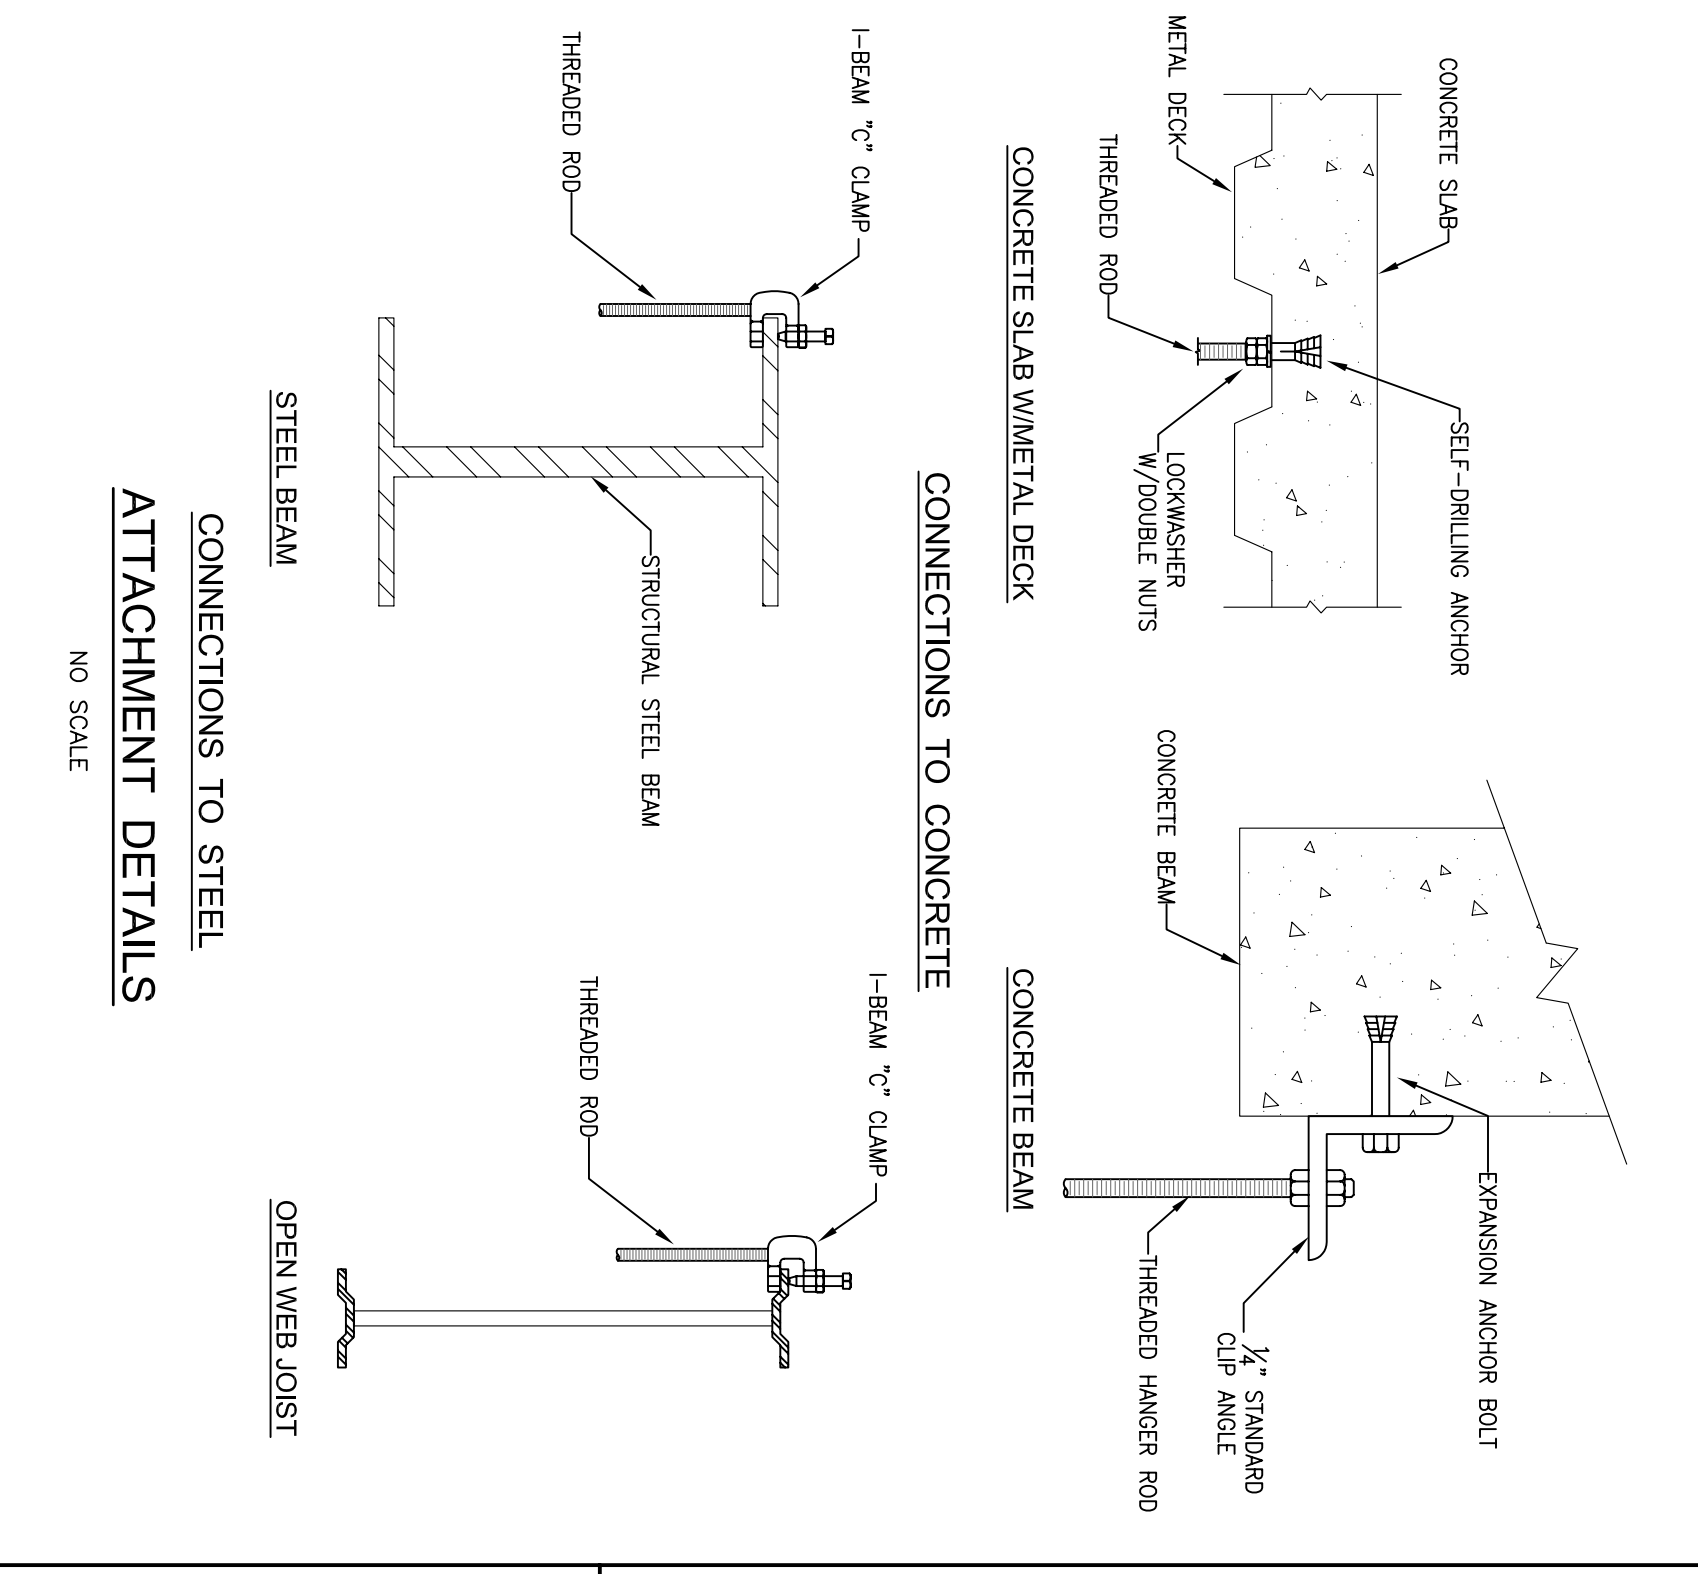 CONCRETE SLAB
SELF-DRILLING ANCHOR
METAL DECK
THREADED ROD
LOCKWASHER
W/DOUBLE NUTS
CONCRETE SLAB W/METAL DECK
EXPANSION ANCHOR BOLT
1/4" STANDARD
CLIP ANGLE
CONCRETE BEAM
THREADED HANGER ROD
CONCRETE BEAM
CONNECTIONS TO CONCRETE
I-BEAM "C" CLAMP
THREADED ROD
STRUCTURAL STEEL BEAM
STEEL BEAM
I-BEAM "C" CLAMP
THREADED ROD
OPEN WEB JOIST
CONNECTIONS TO STEEL
ATTACHMENT DETAILS
NO SCALE